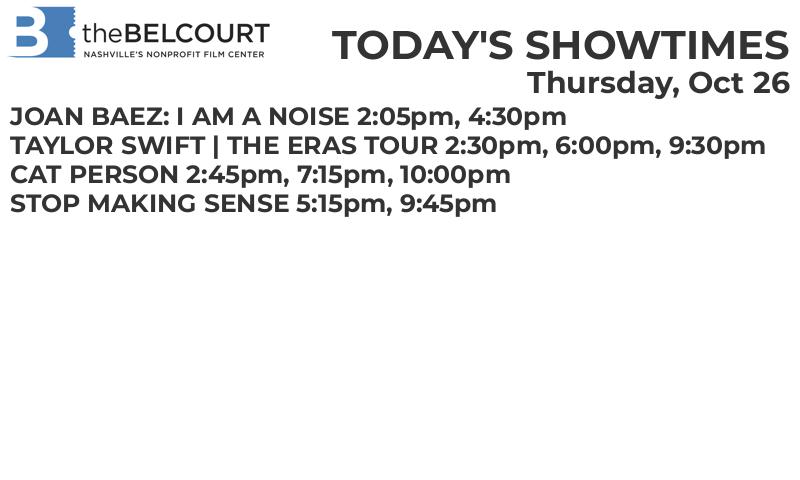 B theBELCOURT
NASHVILLE'S NONPROFIT FILM CENTER
TODAY'S SHOWTIMES
Thursday, Oct 26
JOAN BAEZ: I AM A NOISE 2:05pm, 4:30pm
TAYLOR SWIFT | THE ERAS TOUR 2:30pm, 6:00pm, 9:30pm
CAT PERSON 2:45pm, 7:15pm, 10:00pm
STOP MAKING SENSE 5:15pm, 9:45pm